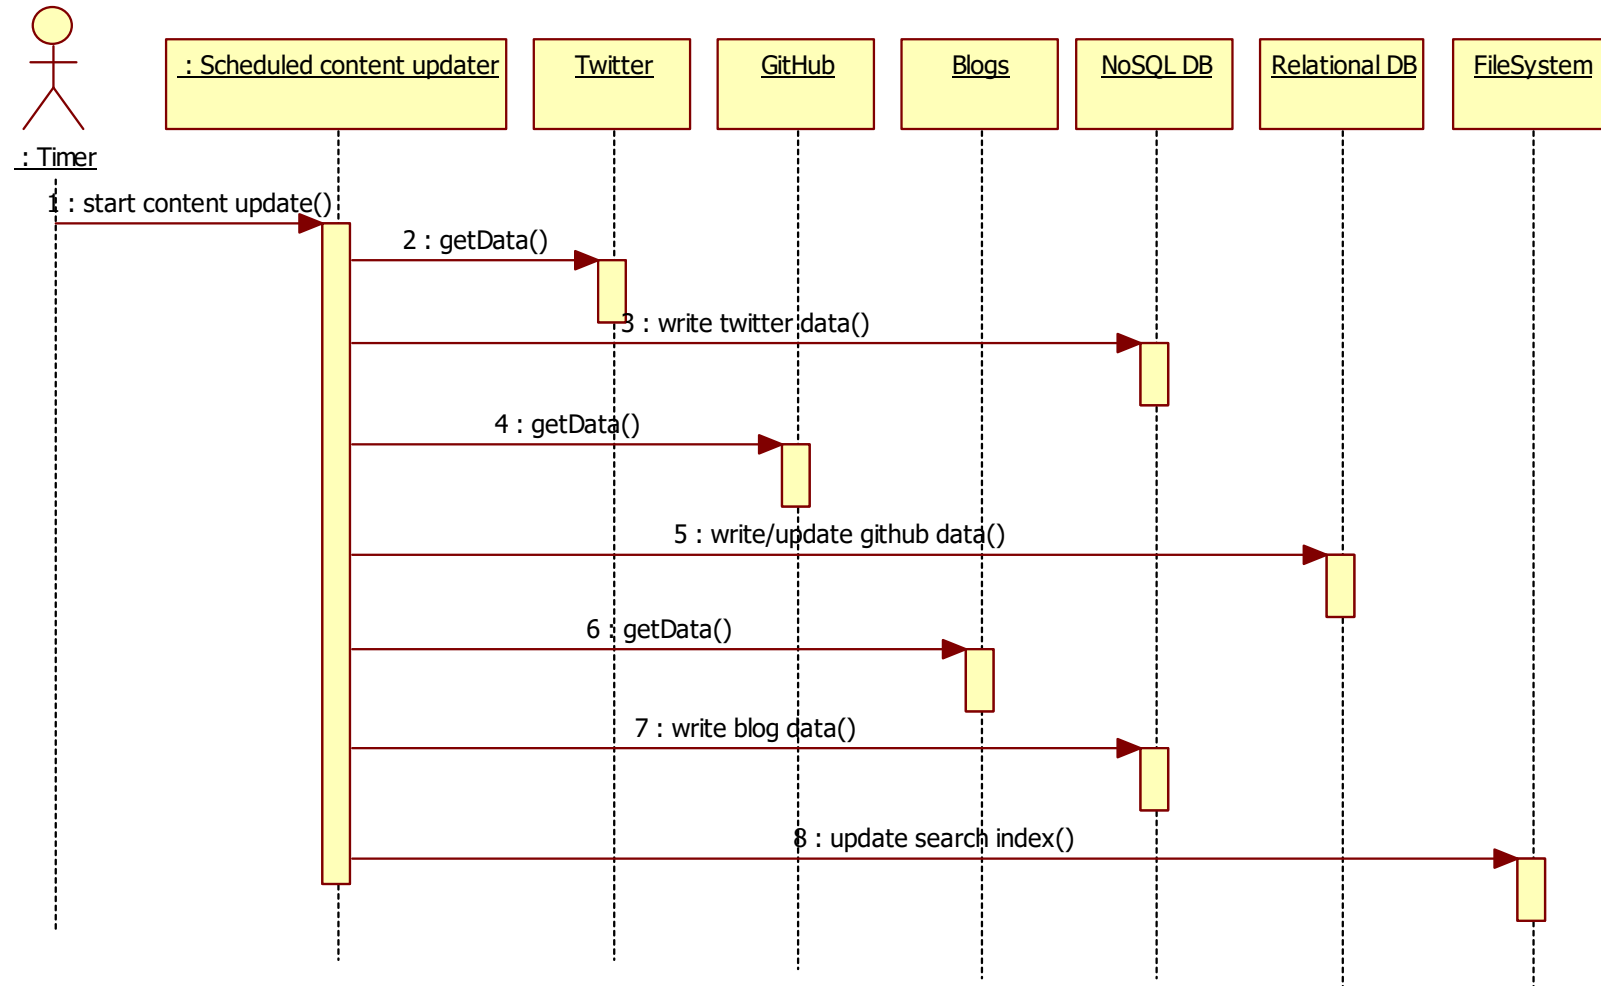 : Scheduled content updater
Twitter
GitHub
Blogs
NoSQL DB
Relational DB
FileSystem
: Timer
1 : start content update()
2 : getData()
3 : write twitter data()
4 : getData()
5 : write/update github data()
6 : getData()
7 : write blog data()
8 : update search index()